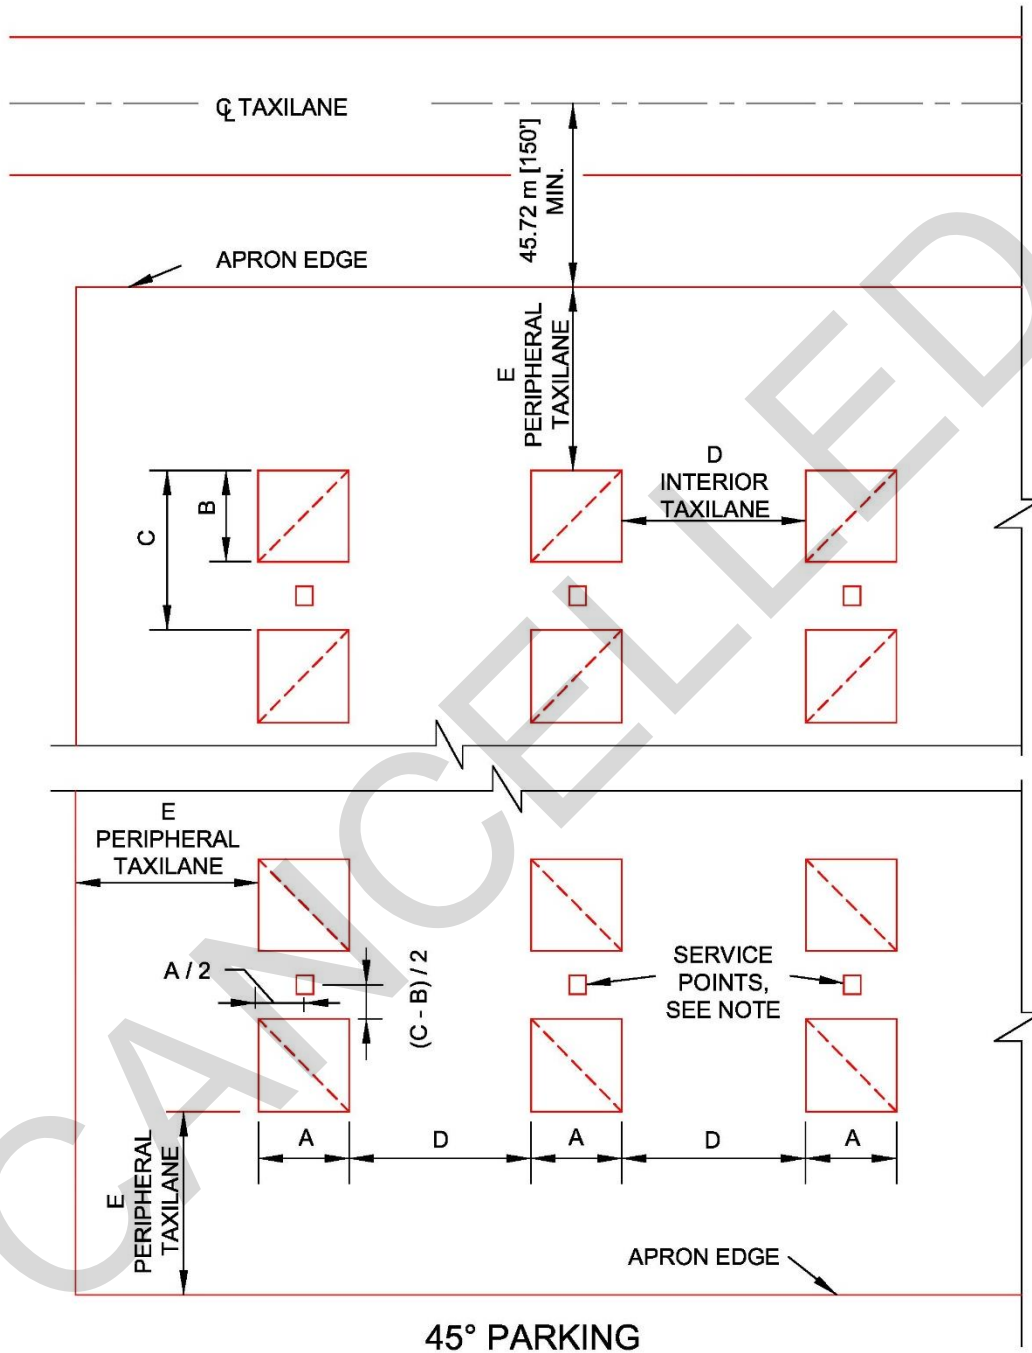 ℄ TAXILANE
45.72 m [150']
MIN.
APRON EDGE
E
PERIPHERAL
TAXILANE
D
INTERIOR
TAXILANE
C
B
E
PERIPHERAL
TAXILANE
A / 2
(C - B) / 2
SERVICE
POINTS,
SEE NOTE
A
D
A
D
A
E
PERIPHERAL
TAXILANE
APRON EDGE
45° PARKING
CANCELLED